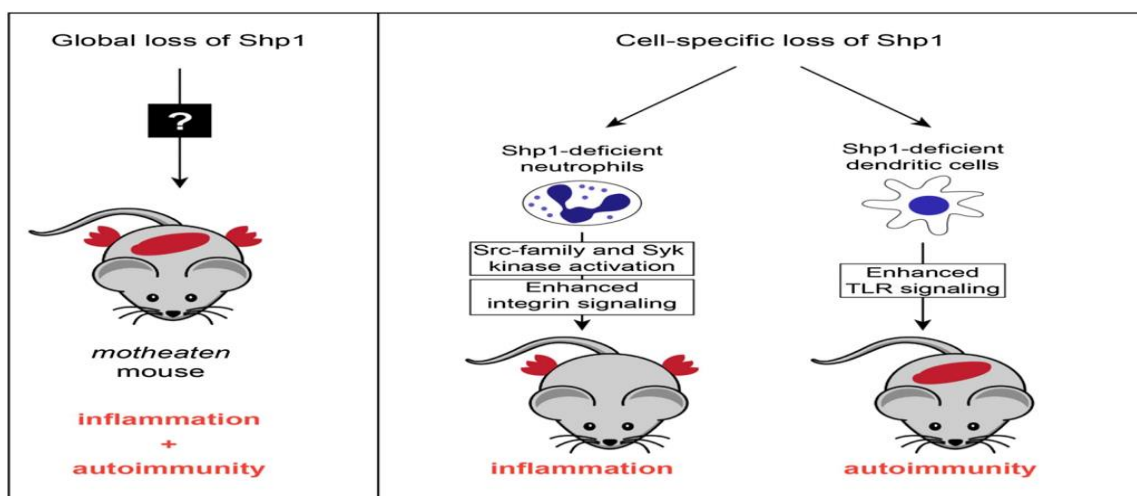 Global loss of Shp1
?
motheaten
mouse
inflammation
+
autoimmunity
Cell-specific loss of Shp1
Shp1-deficient
neutrophils
Src-family and Syk
kinase activation
Enhanced
integrin signaling
inflammation
Shp1-deficient
dendritic cells
Enhanced
TLR signaling
autoimmunity